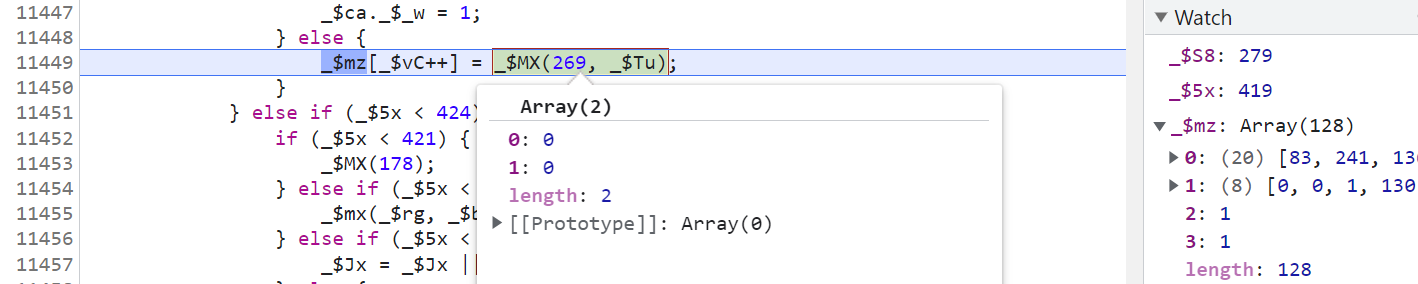 11447 _$ca._$_w = 1;
11448 } else {
11449 _$mz[_$vC++] = _$MX(269, _$Tu);
11450 }
11451 } else if (_$5x < 424)
11452 if (_$5x < 421) {
11453 _$MX(178);
11454 } else if (_$5x <
11455 _$mx(_$rg, _$b
11456 } else if (_$5x <
11457 _$Jx = _$Jx ||
Array(2)
0: 0
1: 0
length: 2
[[Prototype]]: Array(0)
Watch
_$S8: 279
_$5x: 419
_$mz: Array(128)
0: (20) [83, 241, 130
1: (8) [0, 0, 1, 130
2: 1
3: 1
length: 128